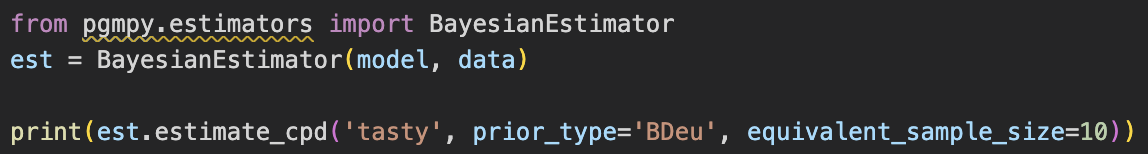 from pgmpy.estimators import BayesianEstimator
est = BayesianEstimator(model, data)
print(est.estimate_cpd('tasty', prior_type='BDeu', equivalent_sample_size=10))